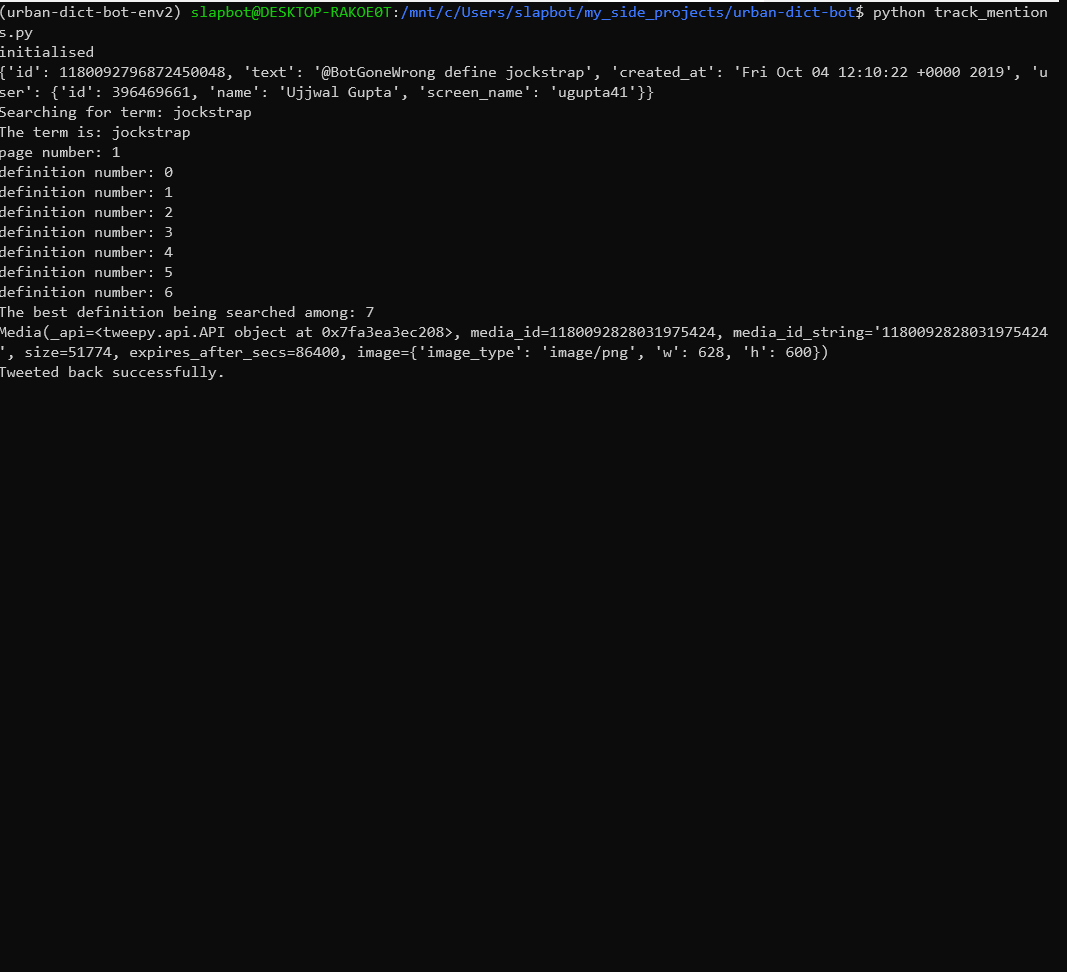 (urban-dict-bot-env2) slapbot@DESKTOP-RAKOE0T:/mnt/c/Users/slapbot/my_side_projects/urban-dict-bot$ python track_mention
s.py
initialised
{'id': 1180092796872450048, 'text': '@BotGoneWrong define jockstrap', 'created_at': 'Fri Oct 04 12:10:22 +0000 2019', 'u
ser': {'id': 396469661, 'name': 'Ujjwal Gupta', 'screen_name': 'ugupta41'}}
Searching for term: jockstrap
The term is: jockstrap
page number: 1
definition number: 0
definition number: 1
definition number: 2
definition number: 3
definition number: 4
definition number: 5
definition number: 6
The best definition being searched among: 7
Media(_api=<tweepy.api.API object at 0x7fa3ea3ec208>, media_id=1180092828031975424, media_id_string='1180092828031975424
', size=51774, expires_after_secs=86400, image={'image_type': 'image/png', 'w': 628, 'h': 600})
Tweeted back successfully.